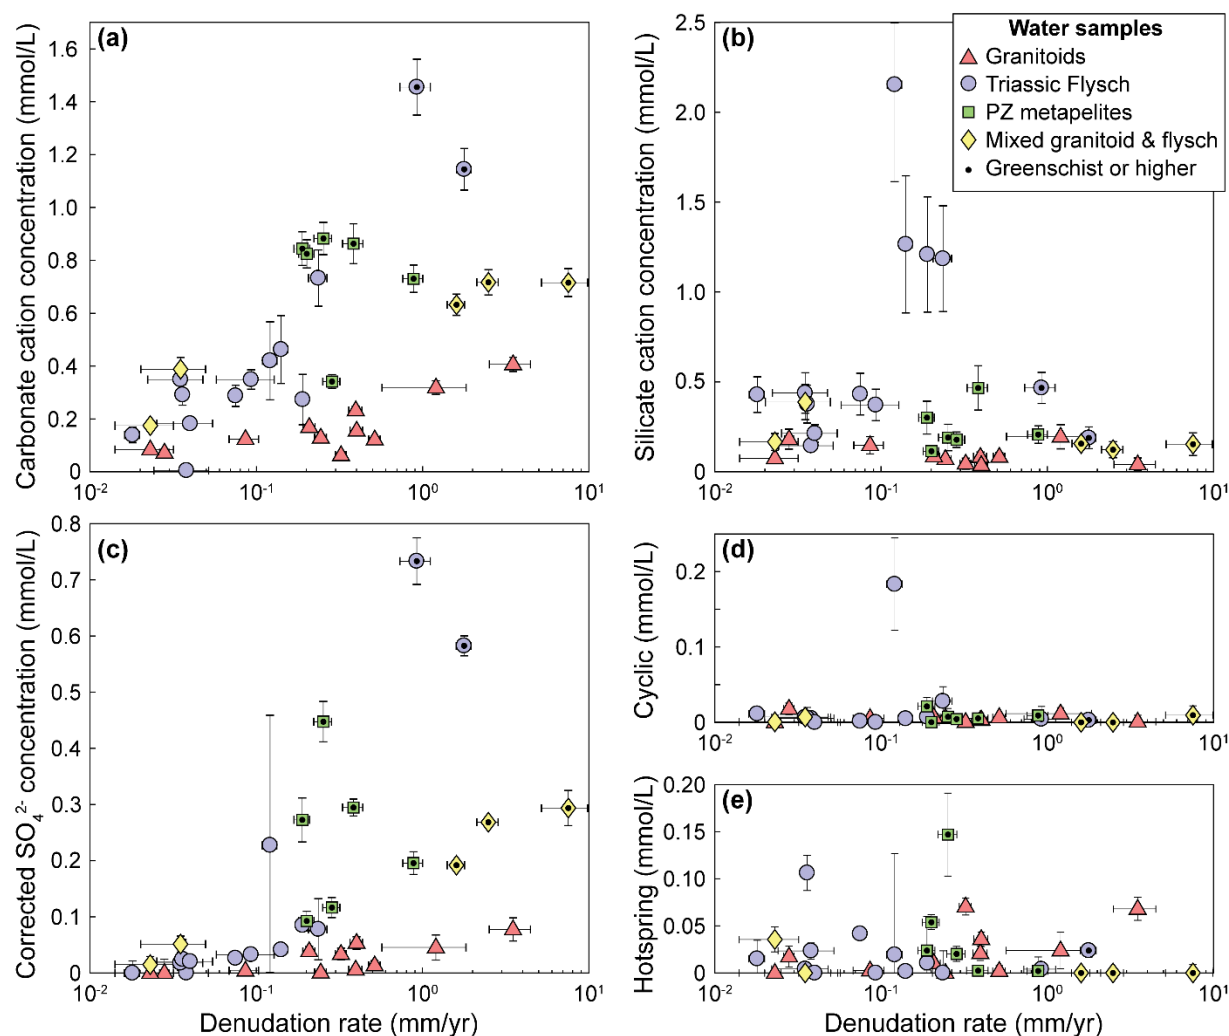 (a)
Carbonate cation concentration (mmol/L)
1.6
1.4
1.2
1.0
0.8
0.6
0.4
0.2
0
10-2
10-1
100
101
(b)
Silicate cation concentration (mmol/L)
2.5
2.0
1.5
1.0
0.5
0
10-2
10-1
100
101
Water samples
Granitoids
Triassic Flysch
PZ metapelites
Mixed granitoid & flysch
Greenschist or higher
(c)
Corrected SO42- concentration (mmol/L)
0.8
0.7
0.6
0.5
0.4
0.3
0.2
0.1
0
10-2
10-1
100
101
Denudation rate (mm/yr)
(d)
Cyclic (mmol/L)
0.2
0.1
0
10-2
10-1
100
101
(e)
Hotspring (mmol/L)
0.20
0.15
0.10
0.05
0
10-2
10-1
100
101
Denudation rate (mm/yr)